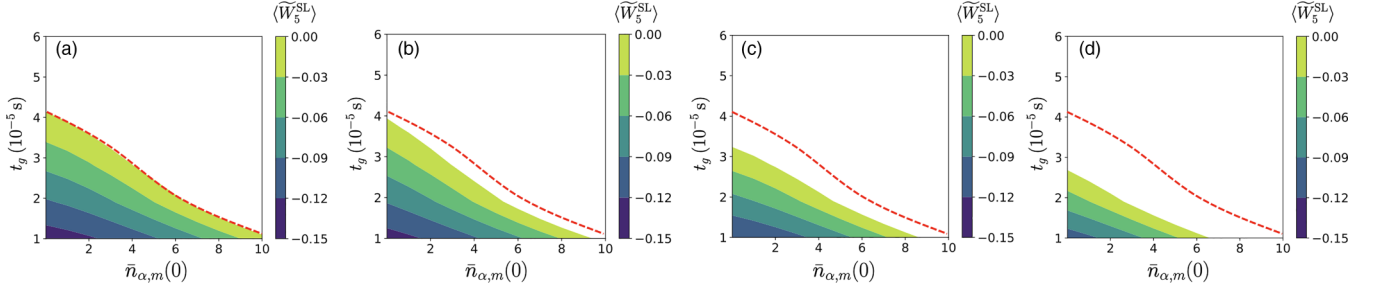 ⟨W̃₅^SL⟩
(a)
6
5
4
3
2
1
t_g (10⁻⁵ s)
2 4 6 8 10
n̄_α,m(0)
0.00
−0.03
−0.06
−0.09
−0.12
−0.15
⟨W̃₅^SL⟩
(b)
6
5
4
3
2
1
t_g (10⁻⁵ s)
2 4 6 8 10
n̄_α,m(0)
0.00
−0.03
−0.06
−0.09
−0.12
−0.15
⟨W̃₅^SL⟩
(c)
6
5
4
3
2
1
t_g (10⁻⁵ s)
2 4 6 8 10
n̄_α,m(0)
0.00
−0.03
−0.06
−0.09
−0.12
−0.15
⟨W̃₅^SL⟩
(d)
6
5
4
3
2
1
t_g (10⁻⁵ s)
2 4 6 8 10
n̄_α,m(0)
0.00
−0.03
−0.06
−0.09
−0.12
−0.15